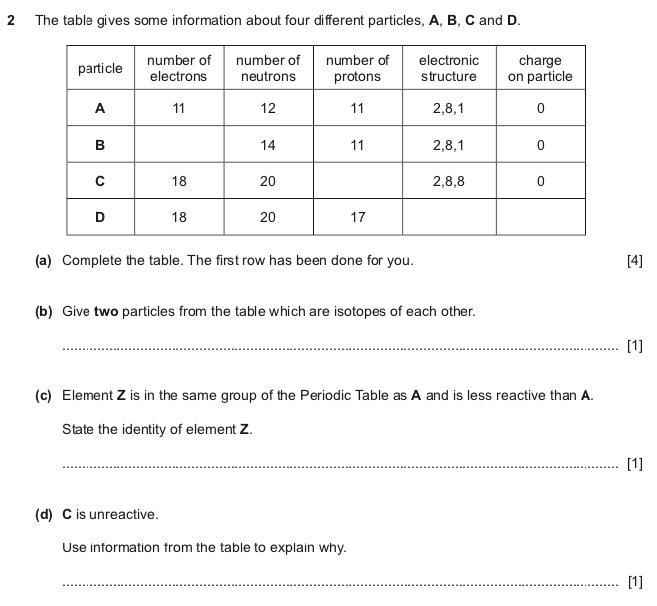 2 The table gives some information about four different particles, A, B, C and D.
particle number of electrons number of neutrons number of protons electronic structure charge on particle
A 11 12 11 2,8,1 0
B 14 11 2,8,1 0
C 18 20 2,8,8 0
D 18 20 17
(a) Complete the table. The first row has been done for you. [4]
(b) Give two particles from the table which are isotopes of each other.
.......................................................................................................................................... [1]
(c) Element Z is in the same group of the Periodic Table as A and is less reactive than A.
State the identity of element Z.
.......................................................................................................................................... [1]
(d) C is unreactive.
Use information from the table to explain why.
.......................................................................................................................................... [1]